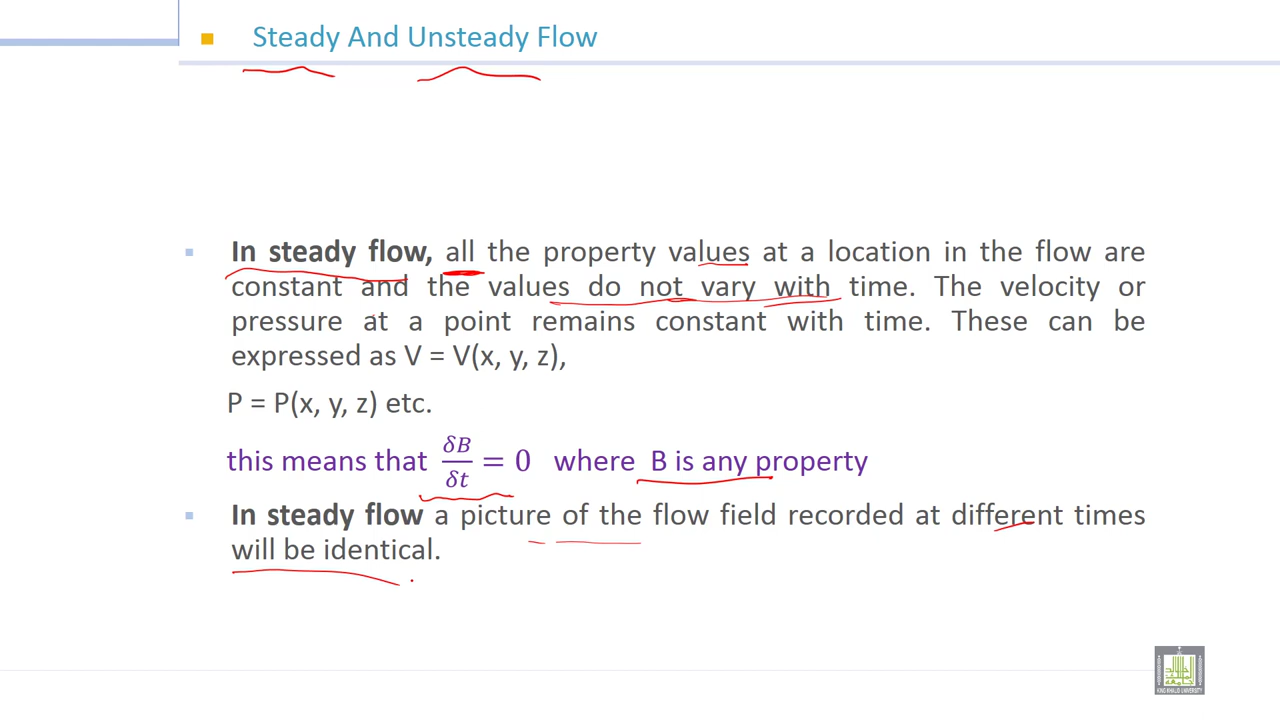 Steady And Unsteady Flow
In steady flow, all the property values at a location in the flow are
constant and the values do not vary with time. The velocity or
pressure at a point remains constant with time. These can be
expressed as V = V(x, y, z),
P = P(x, y, z) etc.
this means that δB/δt = 0 where B is any property
In steady flow a picture of the flow field recorded at different times
will be identical.
KING KHALID UNIVERSITY